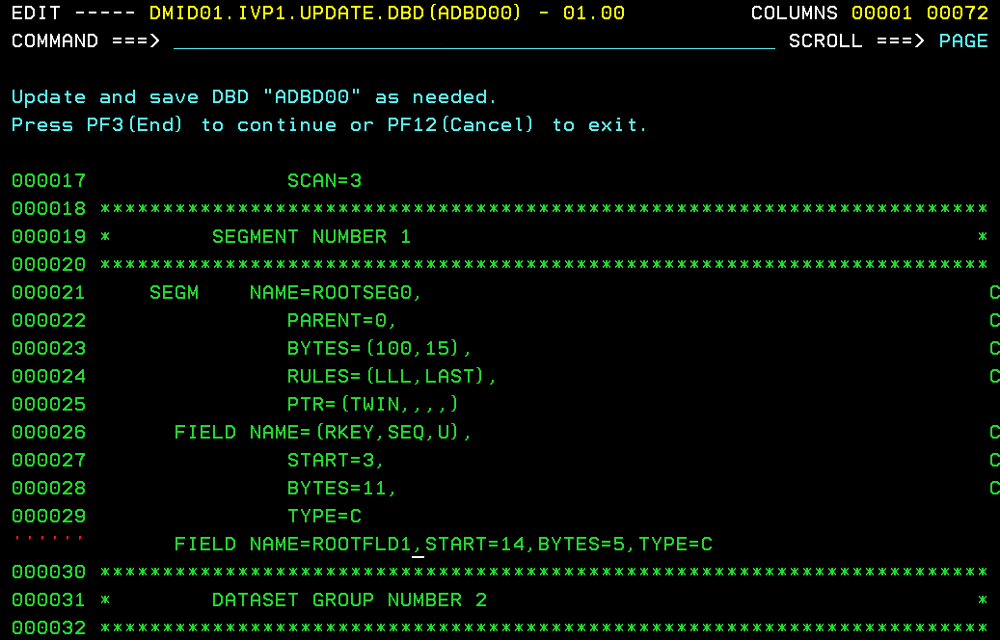 EDIT ----- DMID01.IVP1.UPDATE.DBD(ADBD00) - 01.00          COLUMNS 00001 00072
COMMAND ===> ________________________________________________ SCROLL ===> PAGE
Update and save DBD "ADBD00" as needed.
Press PF3(End) to continue or PF12(Cancel) to exit.
000017                SCAN=3
000018 ***********************************************************************
000019 *        SEGMENT NUMBER 1                                             *
000020 ***********************************************************************
000021     SEGM    NAME=ROOTSEG0,                                             C
000022                PARENT=0,                                               C
000023                BYTES=(100,15),                                         C
000024                RULES=(LLL,LAST),                                       C
000025                PTR=(TWIN,,,,)
000026       FIELD NAME=(RKEY,SEQ,U),                                         C
000027                START=3,                                                C
000028                BYTES=11,                                               C
000029                TYPE=C
''''''       FIELD NAME=ROOTFLD1,START=14,BYTES=5,TYPE=C
000030 ***********************************************************************
000031 *        DATASET GROUP NUMBER 2                                       *
000032 ***********************************************************************